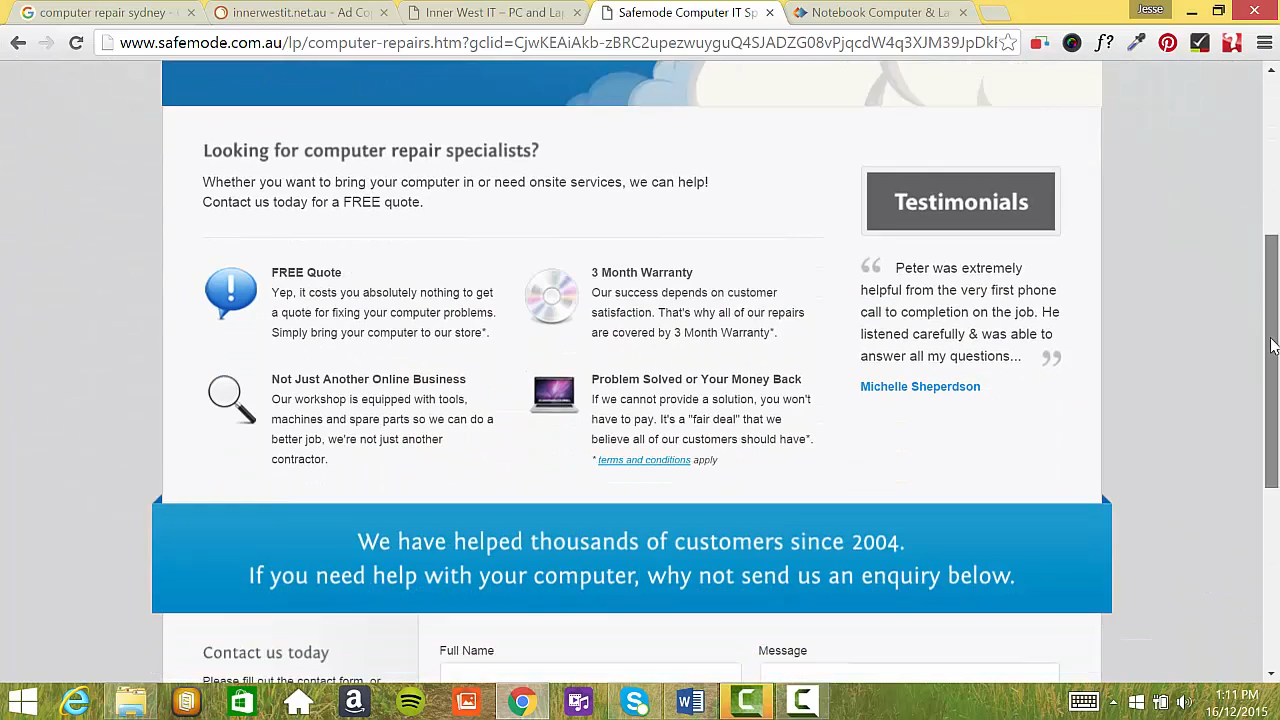 computer repair sydney -
innerwestit.net.au - Ad Cop
Inner West IT – PC and Lap
Safemode Computer IT Sp
Notebook Computer & La
Jesse
www.safemode.com.au/lp/computer-repairs.htm?gclid=
f?
Looking for computer repair specialists?
Whether you want to bring your computer in or need onsite services, we can help!
Contact us today for a FREE quote.
Testimonials
FREE Quote
Yep, it costs you absolutely nothing to get
a quote for fixing your computer problems.
Simply bring your computer to our store*.
3 Month Warranty
Our success depends on customer
satisfaction. That's why all of our repairs
are covered by 3 Month Warranty*.
“ Peter was extremely
helpful from the very first phone
call to completion on the job. He
listened carefully & was able to
answer all my questions... ”
Michelle Sheperdson
Not Just Another Online Business
Our workshop is equipped with tools,
machines and spare parts so we can do a
better job, we're not just another
contractor.
Problem Solved or Your Money Back
If we cannot provide a solution, you won't
have to pay. It's a "fair deal" that we
believe all of our customers should have*.
* terms and conditions apply
We have helped thousands of customers since 2004.
If you need help with your computer, why not send us an enquiry below.
Contact us today
Please fill out the contact form, or
Full Name
Message
1:11 PM
16/12/2015